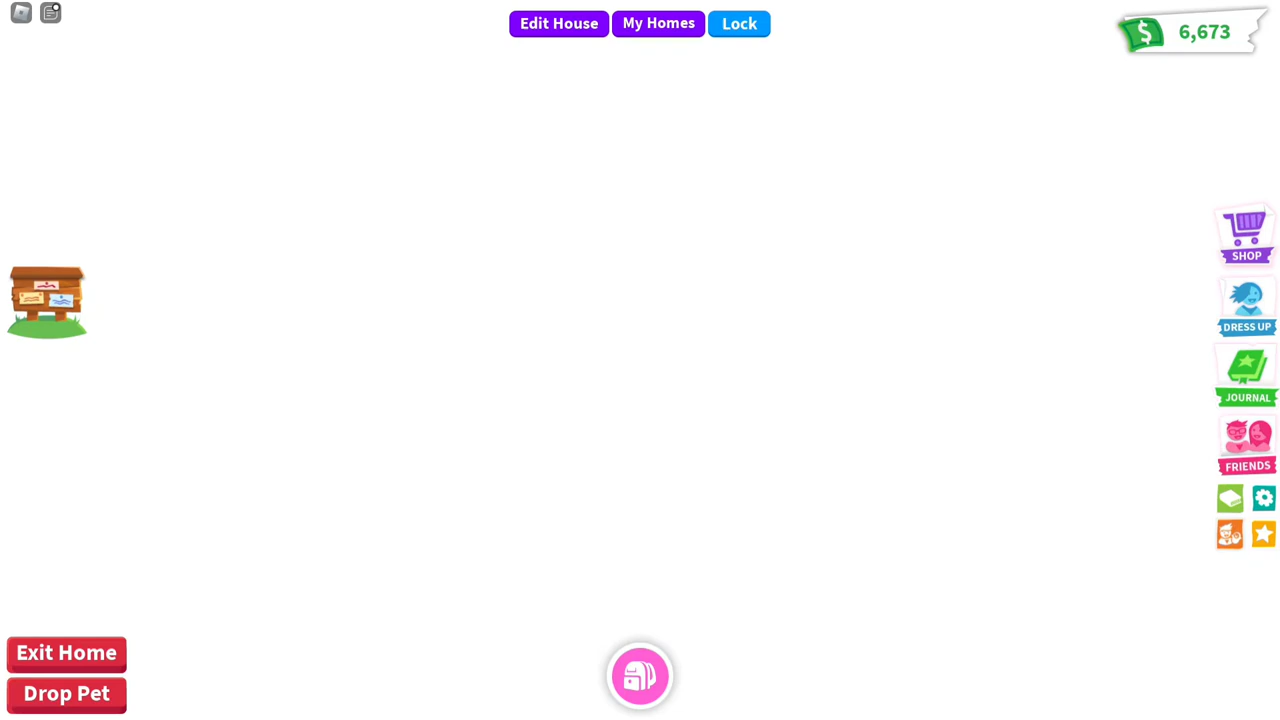 Edit House
My Homes
Lock
$ 6,673
SHOP
DRESS UP
JOURNAL
FRIENDS
Exit Home
Drop Pet